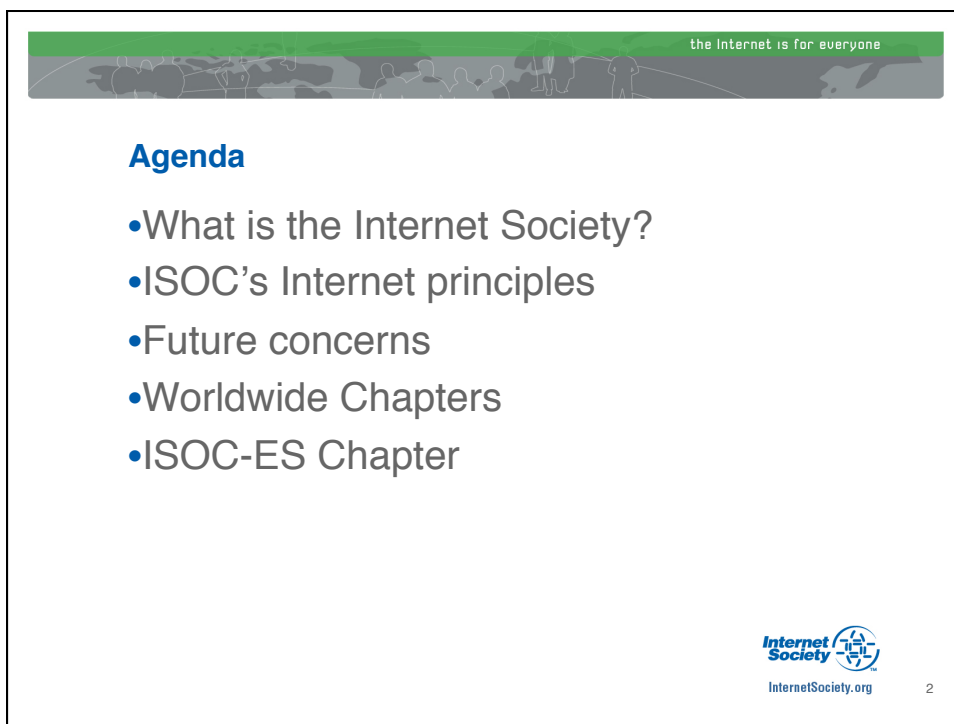 the Internet is for everyone
Agenda
•What is the Internet Society?
•ISOC’s Internet principles
•Future concerns
•Worldwide Chapters
•ISOC-ES Chapter
Internet
Society
TM
InternetSociety.org
2